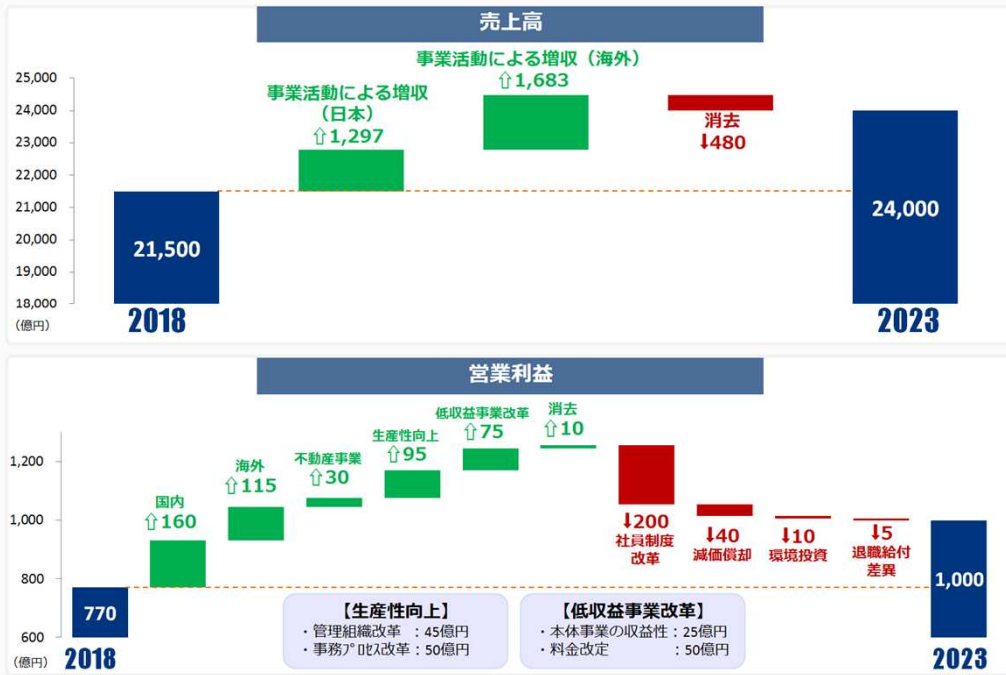 売上高
事業活動による増収（海外）
⇧1,683
事業活動による増収
（日本）
⇧1,297
消去
⬇480
25,000
24,000
23,000
22,000
21,000
20,000
19,000
18,000
（億円）
21,500
24,000
2018
2023
営業利益
国内
⇧160
海外
⇧115
不動産事業
⇧30
生産性向上
⇧95
低収益事業改革
⇧75
消去
⇧10
⬇200
社員制度
改革
⬇40
減価償却
⬇10
環境投資
⬇5
退職給付
差異
1,200
1,000
800
600
（億円）
770
1,000
【生産性向上】
・管理組織改革 ：45億円
・事務ﾌﾟﾛｾｽ改革：50億円
【低収益事業改革】
・本体事業の収益性：25億円
・料金改定 ：50億円
2018
2023